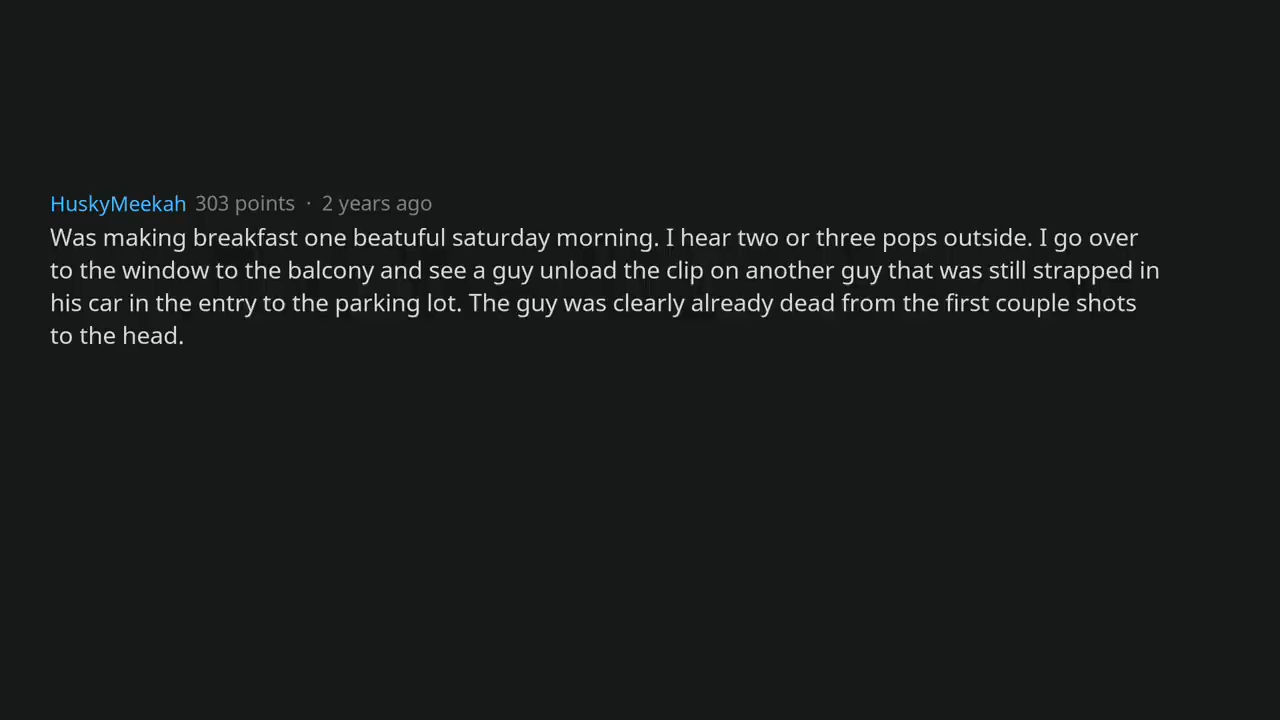 HuskyMeekah 303 points · 2 years ago
Was making breakfast one beatuful saturday morning. I hear two or three pops outside. I go over
to the window to the balcony and see a guy unload the clip on another guy that was still strapped in
his car in the entry to the parking lot. The guy was clearly already dead from the first couple shots
to the head.